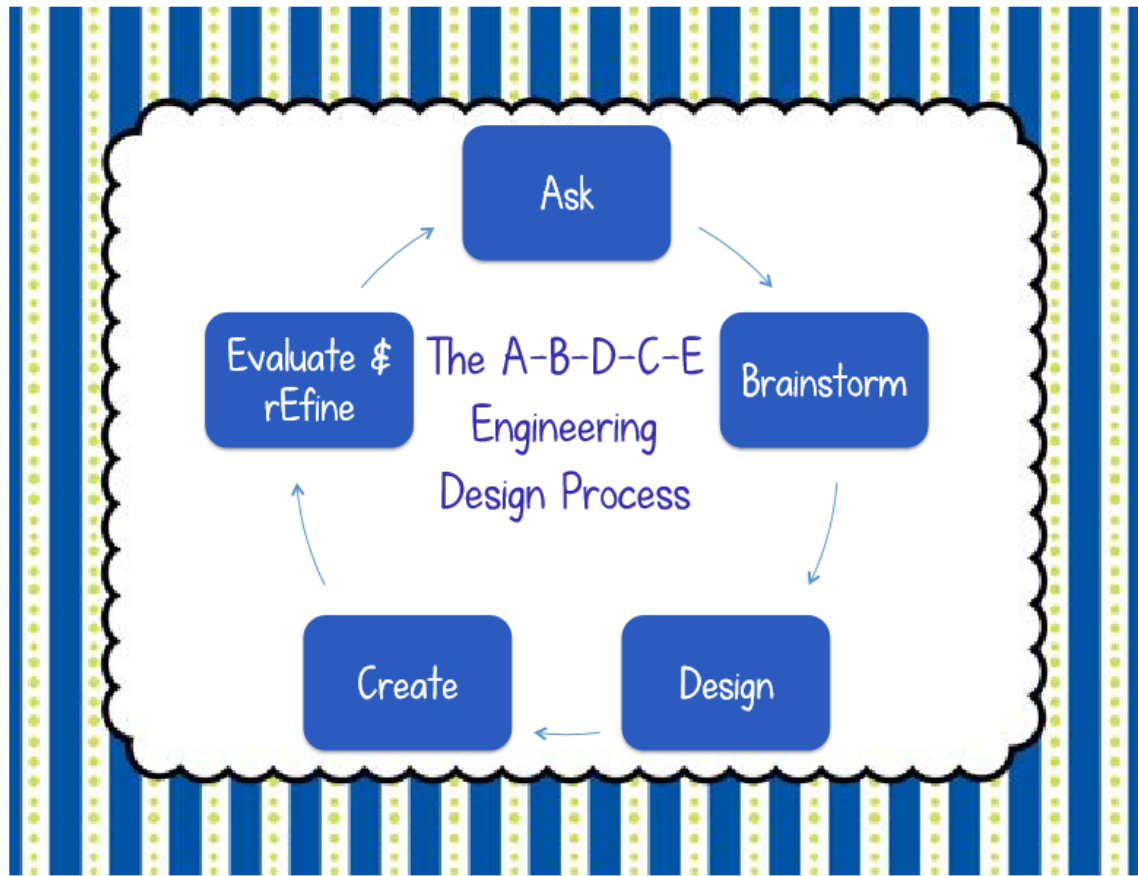 Ask
Brainstorm
Design
Create
Evaluate &
rEfine
The A-B-D-C-E
Engineering
Design Process